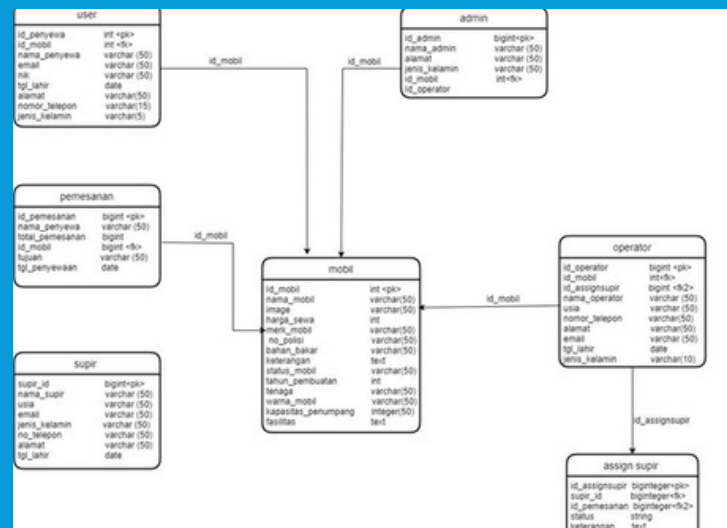 user
id_penyewa int <pk>
id_mobil int <fk>
nama_penyewa varchar (50)
email varchar (50)
nik varchar (50)
tgl_lahir date
alamat varchar(50)
nomor_telepon varchar(15)
jenis_kelamin varchar(5)
id_mobil
admin
id_admin bigint<pk>
nama_admin varchar (50)
alamat varchar (50)
jenis_kelamin varchar (50)
id_mobil int<fk>
id_operator
id_mobil
pemesanan
id_pemesanan bigint <pk>
nama_penyewa varchar (50)
total_pemesanan bigint
id_mobil bigint <fk>
tujuan varchar (50)
tgl_penyewaan date
id_mobil
mobil
id_mobil int <pk>
nama_mobil varchar(50)
image varchar(50)
harga_sewa int
merk_mobil varchar(50)
no_polisi varchar(50)
bahan_bakar varchar(50)
keterangan text
status_mobil varchar(50)
tahun_pembuatan int
tenaga varchar(50)
warna_mobil varchar(50)
kapasitas_penumpang integer(50)
fasilitas text
operator
id_operator bigint <pk>
id_mobil int<fk>
id_assignsupir bigint <fk2>
nama_operator varchar (50)
usia varchar (50)
nomor_telepon varchar(50)
alamat varchar(50)
email varchar (50)
tgl_lahir date
jenis_kelamin varchar(10)
id_mobil
supir
supir_id bigint<pk>
nama_supir varchar (50)
usia varchar (50)
email varchar (50)
jenis_kelamin varchar (50)
no_telepon varchar (50)
alamat varchar (50)
tgl_lahir date
id_assignsupir
assign supir
id_assignsupir biginteger<pk>
supir_id biginteger<fk>
id_pemesanan biginteger<fk2>
status string
keterangan text